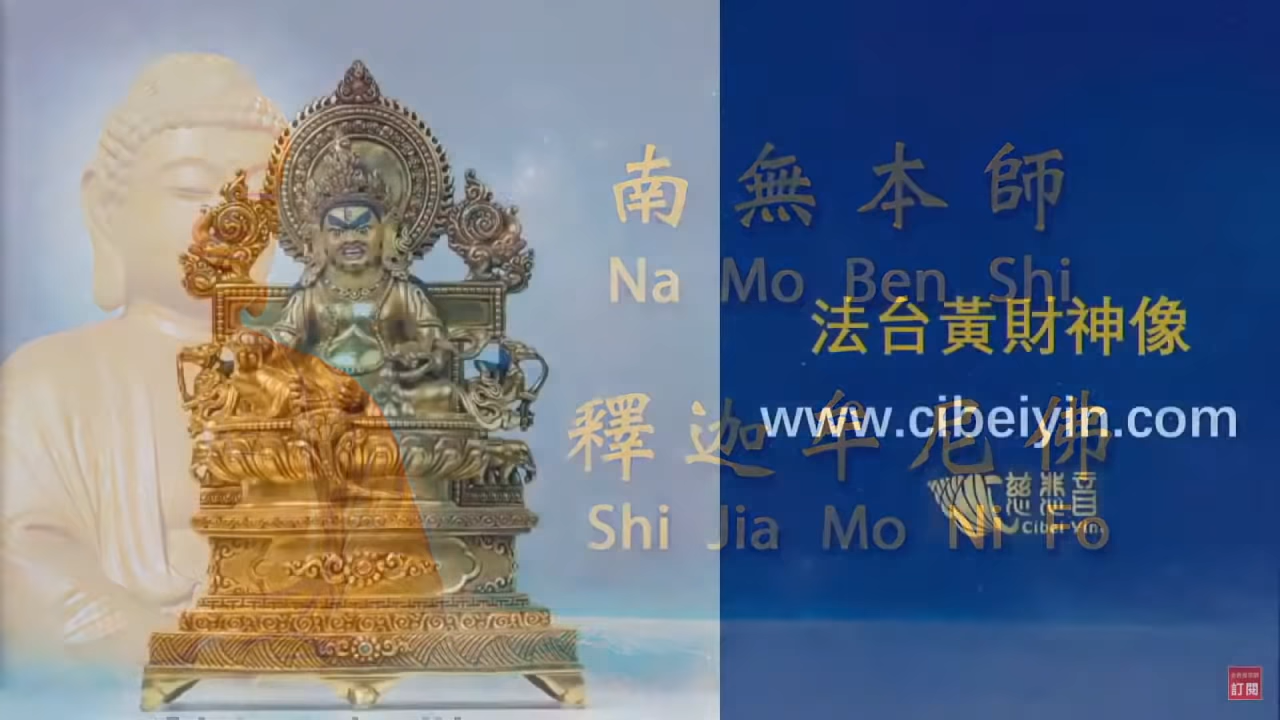 南無本師
Na Mo Ben Shi
法台黃財神像
釋迦牟尼佛
www.cibeiyin.com
慈悲音
Cibei Yin
Shi Jia Mo Ni Fo
訂閱